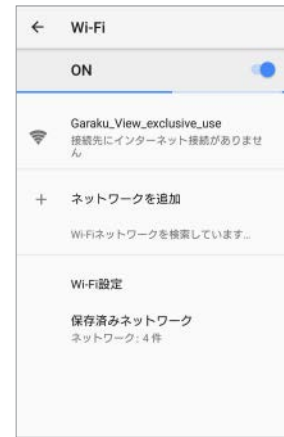 Wi-Fi
ON
Garaku_View_exclusive_use
接続先にインターネット接続がありませ
ん
ネットワークを追加
Wi-Fiネットワークを検索しています...
Wi-Fi設定
保存済みネットワーク
ネットワーク: 4 件